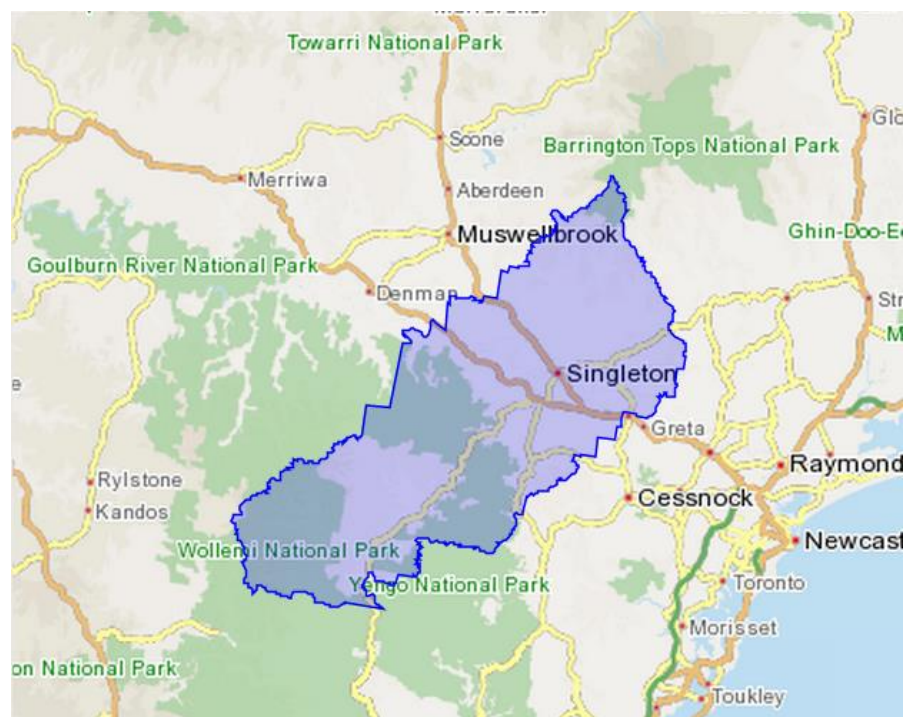 Towarri National Park
Scone
Glo
Barrington Tops National Park
Merriwa
Aberdeen
Muswellbrook
Ghin-Doo-Ee
Goulburn River National Park
Denman
Str
M
Singleton
e
Greta
Raymond
Rylstone
Cessnock
Kandos
Newcast
Wollemi National Park
Yengo National Park
Toronto
Morisset
on National Park
Toukley